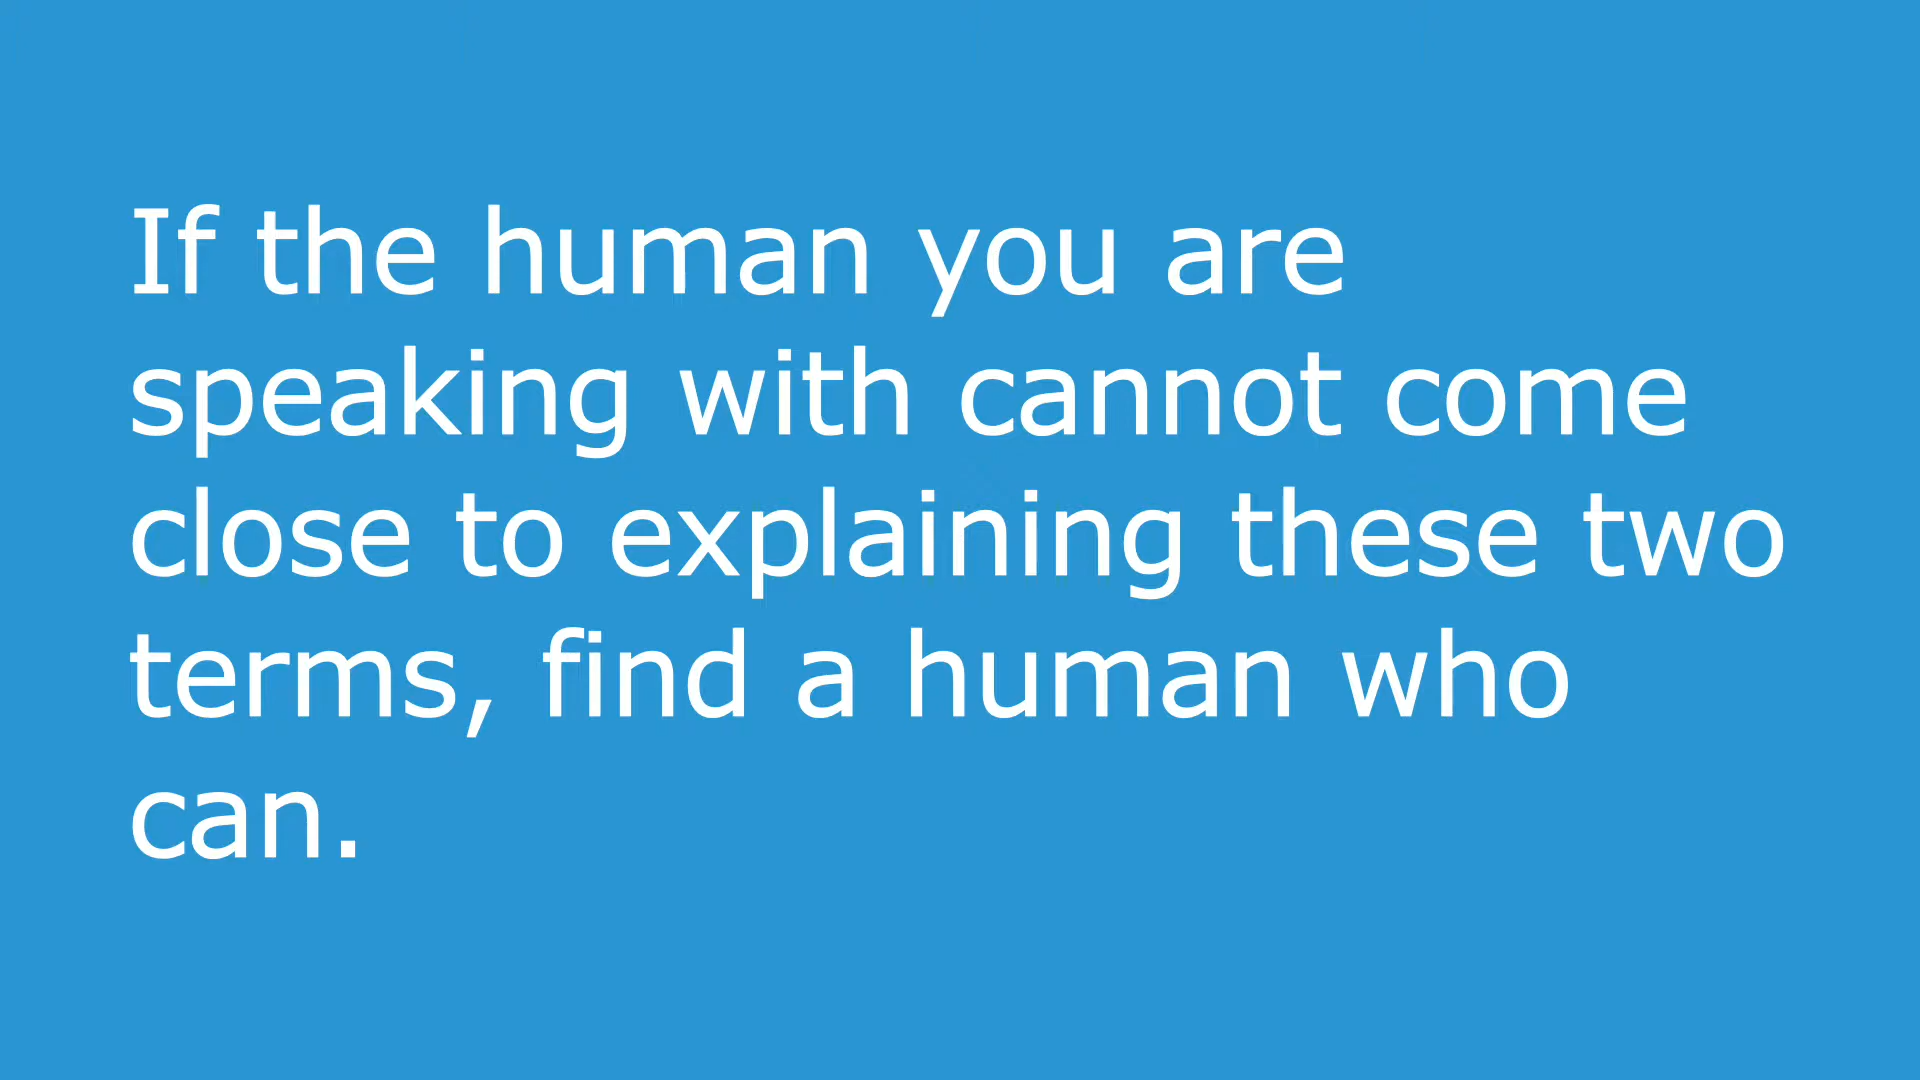 If the human you are
speaking with cannot come
close to explaining these two
terms, find a human who
can.